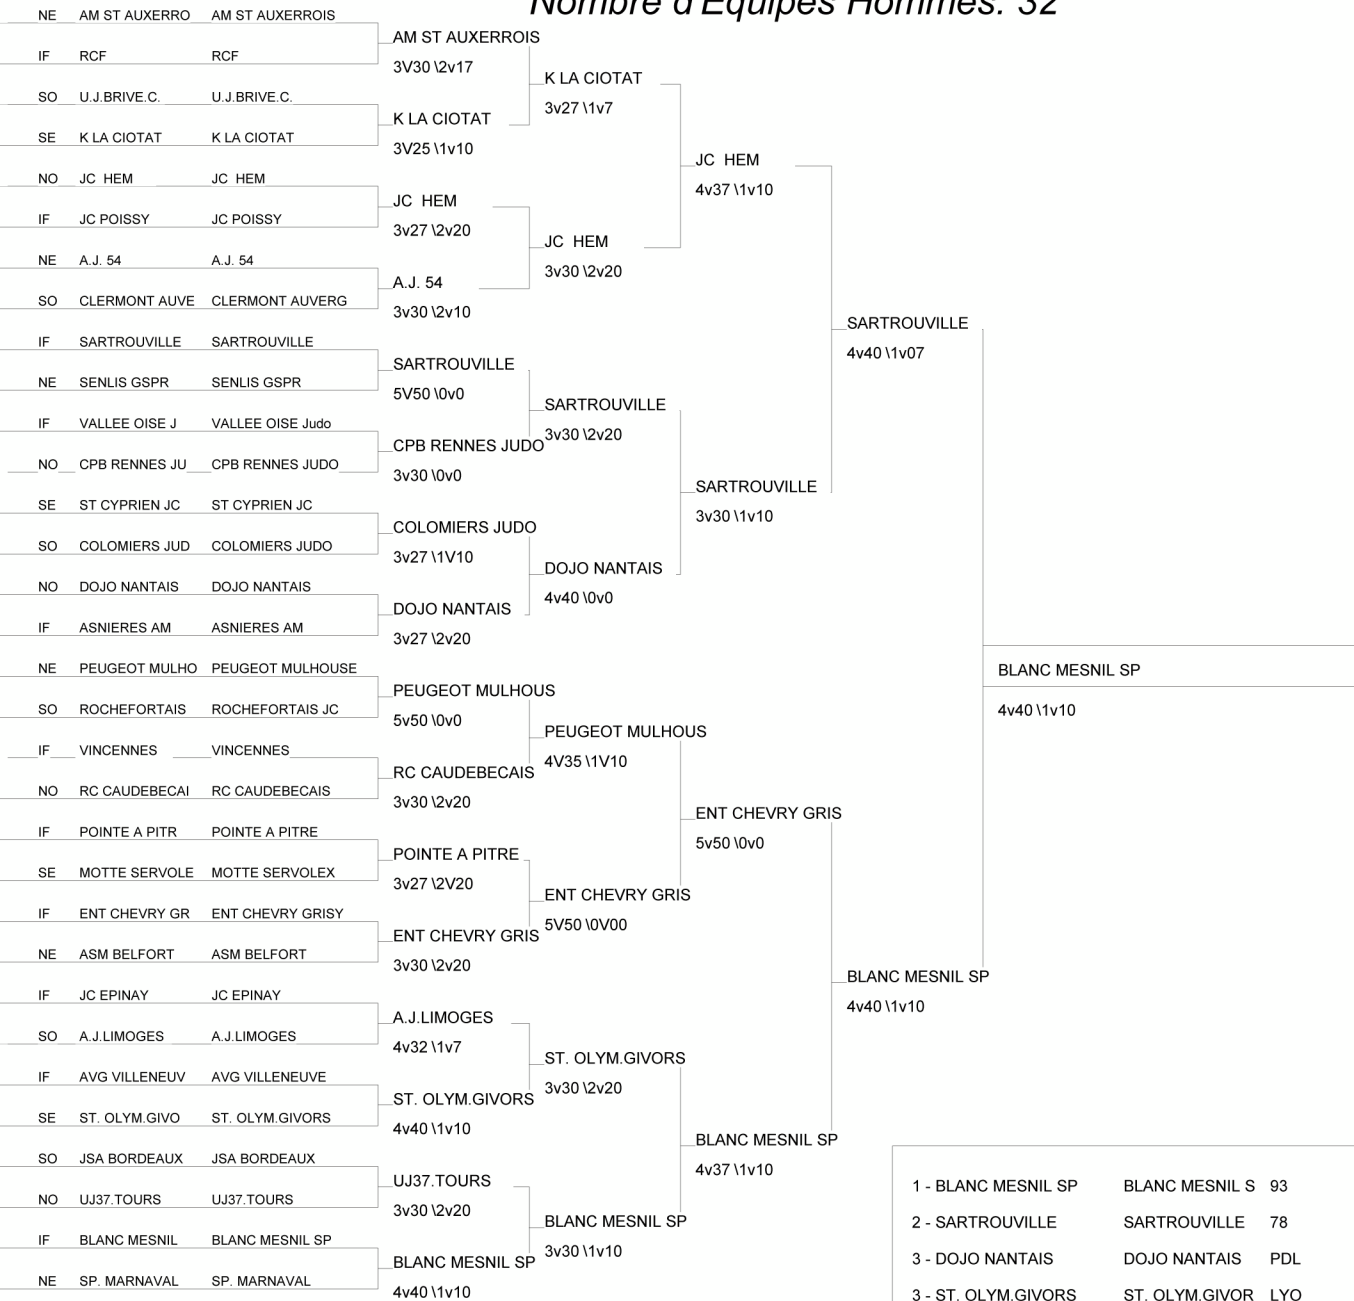 Nombre d'Equipes Hommes: 32
NE AM ST AUXERRO AM ST AUXERROIS
AM ST AUXERROIS
IF RCF RCF
3V30 \2v17
K LA CIOTAT
SO U.J.BRIVE.C. U.J.BRIVE.C.
3v27 \1v7
K LA CIOTAT
SE K LA CIOTAT K LA CIOTAT
3V25 \1v10
JC HEM
NO JC HEM JC HEM
4v37 \1v10
JC HEM
IF JC POISSY JC POISSY
3v27 \2v20
JC HEM
NE A.J. 54 A.J. 54
3v30 \2v20
A.J. 54
SO CLERMONT AUVE CLERMONT AUVERG
3v30 \2v10
SARTROUVILLE
IF SARTROUVILLE SARTROUVILLE
4v40 \1v07
SARTROUVILLE
NE SENLIS GSPR SENLIS GSPR
5V50 \0v0
SARTROUVILLE
IF VALLEE OISE J VALLEE OISE Judo
3v30 \2v20
CPB RENNES JUDO
NO CPB RENNES JU CPB RENNES JUDO
3v30 \0v0
SARTROUVILLE
SE ST CYPRIEN JC ST CYPRIEN JC
3v30 \1v10
COLOMIERS JUDO
SO COLOMIERS JUD COLOMIERS JUDO
3v27 \1V10
DOJO NANTAIS
NO DOJO NANTAIS DOJO NANTAIS
4v40 \0v0
DOJO NANTAIS
IF ASNIERES AM ASNIERES AM
3v27 \2v20
NE PEUGEOT MULHO PEUGEOT MULHOUSE
BLANC MESNIL SP
PEUGEOT MULHOUS
SO ROCHEFORTAIS ROCHEFORTAIS JC
4v40 \1v10
5v50 \0v0
PEUGEOT MULHOUS
IF VINCENNES VINCENNES
4V35 \1V10
RC CAUDEBECAIS
NO RC CAUDEBECAI RC CAUDEBECAIS
3v30 \2v20
ENT CHEVRY GRIS
IF POINTE A PITR POINTE A PITRE
5v50 \0v0
POINTE A PITRE
SE MOTTE SERVOLE MOTTE SERVOLEX
3v27 \2V20
ENT CHEVRY GRIS
IF ENT CHEVRY GR ENT CHEVRY GRISY
5V50 \0V00
ENT CHEVRY GRIS
NE ASM BELFORT ASM BELFORT
3v30 \2v20
BLANC MESNIL SP
IF JC EPINAY JC EPINAY
4v40 \1v10
A.J.LIMOGES
SO A.J.LIMOGES A.J.LIMOGES
4v32 \1v7
ST. OLYM.GIVORS
IF AVG VILLENEUV AVG VILLENEUVE
3v30 \2v20
ST. OLYM.GIVORS
SE ST. OLYM.GIVO ST. OLYM.GIVORS
4v40 \1v10
BLANC MESNIL SP
SO JSA BORDEAUX JSA BORDEAUX
4v37 \1v10
UJ37.TOURS
NO UJ37.TOURS UJ37.TOURS
3v30 \2v20
BLANC MESNIL SP
IF BLANC MESNIL BLANC MESNIL SP
3v30 \1v10
BLANC MESNIL SP
NE SP. MARNAVAL SP. MARNAVAL
4v40 \1v10
1 - BLANC MESNIL SP BLANC MESNIL S 93
2 - SARTROUVILLE SARTROUVILLE 78
3 - DOJO NANTAIS DOJO NANTAIS PDL
3 - ST. OLYM.GIVORS ST. OLYM.GIVOR LYO